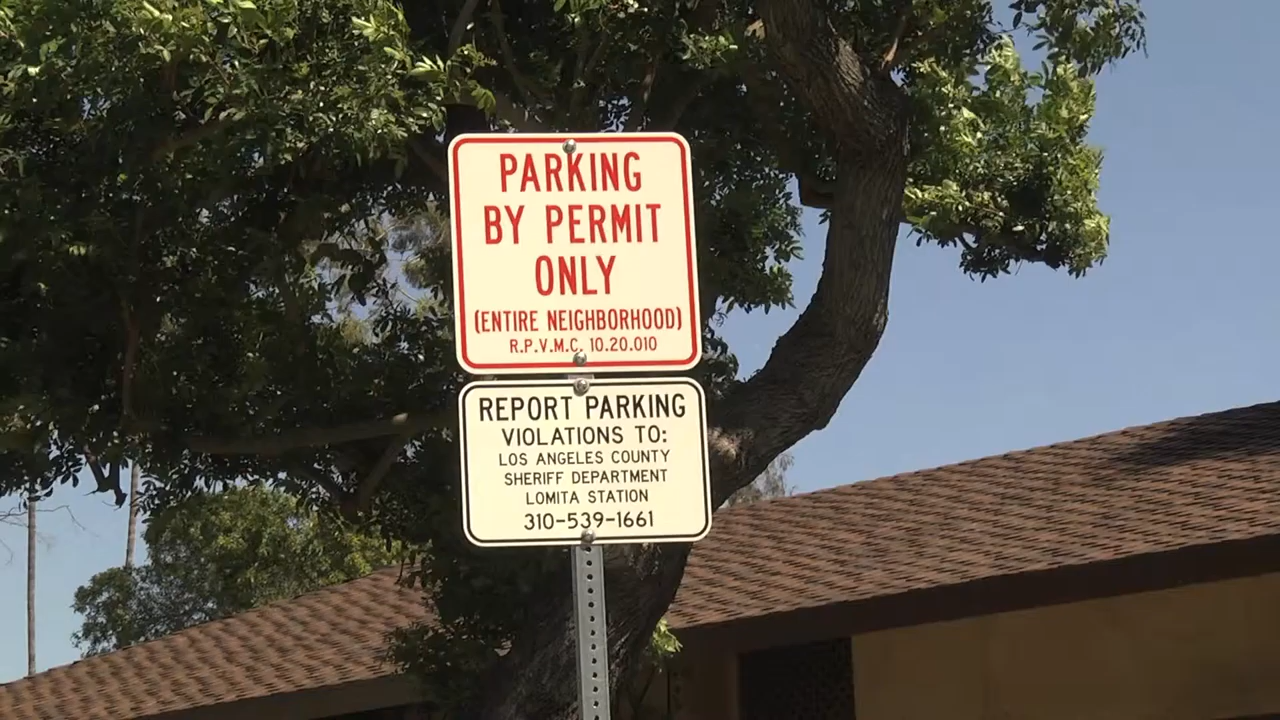 PARKING
BY PERMIT
ONLY
(ENTIRE NEIGHBORHOOD)
R.P.V.M.C. 10.20.010
REPORT PARKING
VIOLATIONS TO:
LOS ANGELES COUNTY
SHERIFF DEPARTMENT
LOMITA STATION
310-539-1661